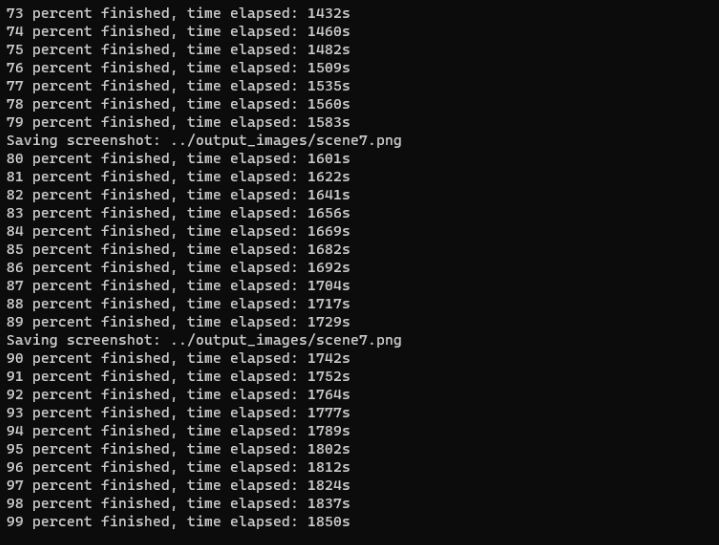 73 percent finished, time elapsed: 1432s
74 percent finished, time elapsed: 1460s
75 percent finished, time elapsed: 1482s
76 percent finished, time elapsed: 1509s
77 percent finished, time elapsed: 1535s
78 percent finished, time elapsed: 1560s
79 percent finished, time elapsed: 1583s
Saving screenshot: ../output_images/scene7.png
80 percent finished, time elapsed: 1601s
81 percent finished, time elapsed: 1622s
82 percent finished, time elapsed: 1641s
83 percent finished, time elapsed: 1656s
84 percent finished, time elapsed: 1669s
85 percent finished, time elapsed: 1682s
86 percent finished, time elapsed: 1692s
87 percent finished, time elapsed: 1704s
88 percent finished, time elapsed: 1717s
89 percent finished, time elapsed: 1729s
Saving screenshot: ../output_images/scene7.png
90 percent finished, time elapsed: 1742s
91 percent finished, time elapsed: 1752s
92 percent finished, time elapsed: 1764s
93 percent finished, time elapsed: 1777s
94 percent finished, time elapsed: 1789s
95 percent finished, time elapsed: 1802s
96 percent finished, time elapsed: 1812s
97 percent finished, time elapsed: 1824s
98 percent finished, time elapsed: 1837s
99 percent finished, time elapsed: 1850s